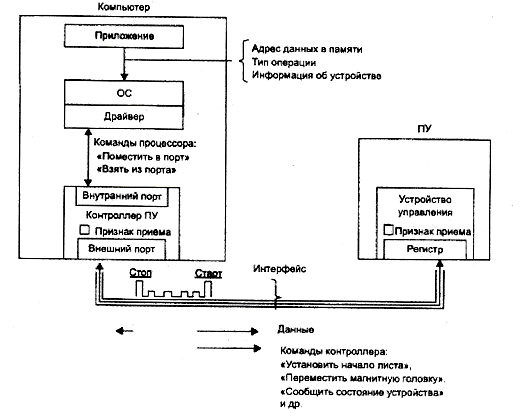 Компьютер
Приложение
Адрес данных в памяти
Тип операции
Информация об устройстве
ОС
Драйвер
ПУ
Команды процессора:
«Поместить в порт»
«Взять из порта»
Внутранний порт
Контроллер ПУ
Признак приема
Внешний порт
Устройство
управления
Признак приема
Регистр
Стоп
Старт
Интерфейс
Данные
Команды контроллера:
«Установить начало листа»,
«Переместить магнитную головку».
«Сообщить состояние устройства»
и др.